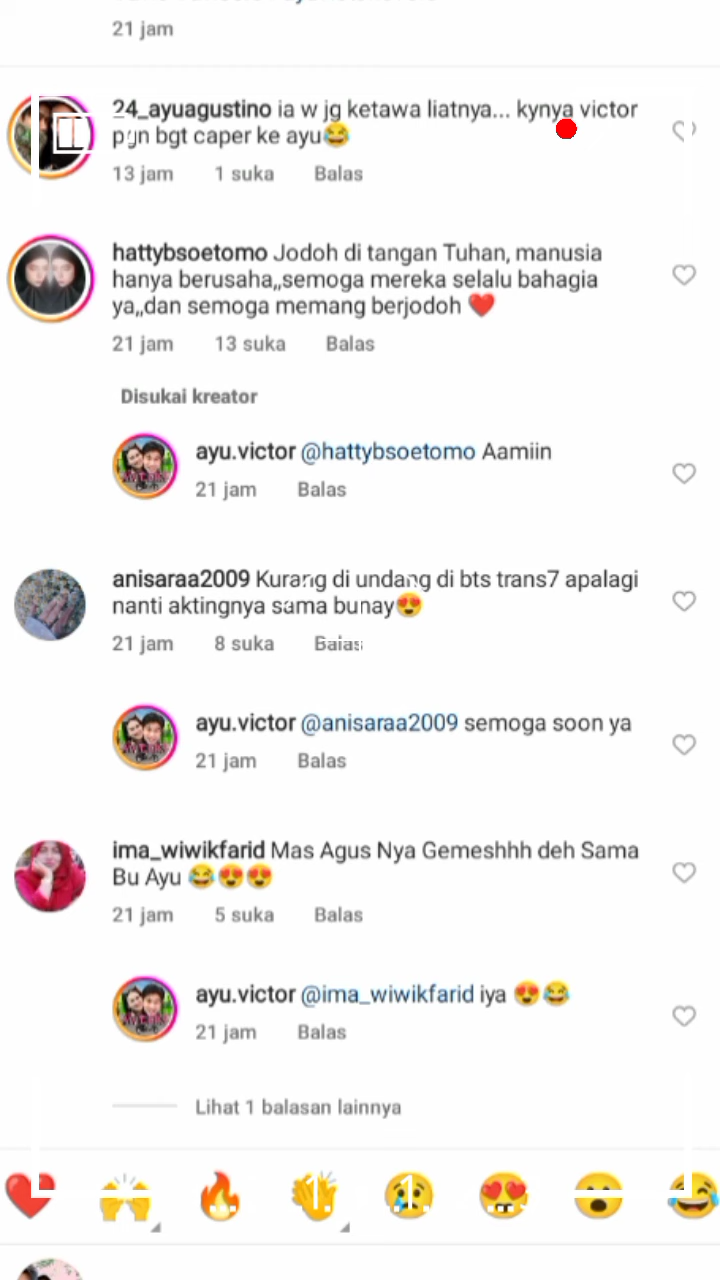 21 jam
24_ayuagustino ia w jg ketawa liatnya... kynya victor
pgn bgt caper ke ayu😂
13 jam 1 suka Balas
hattybsoetomo Jodoh di tangan Tuhan, manusia
hanya berusaha,,semoga mereka selalu bahagia
ya,,dan semoga memang berjodoh ❤️
21 jam 13 suka Balas
Disukai kreator
ayu.victor @hattybsoetomo Aamiin
21 jam Balas
anisaraa2009 Kurang di undang di bts trans7 apalagi
nanti aktingnya sama bunay😍
21 jam 8 suka Balas
ayu.victor @anisaraa2009 semoga soon ya
21 jam Balas
ima_wiwikfarid Mas Agus Nya Gemeshhh deh Sama
Bu Ayu 😂😍😍
21 jam 5 suka Balas
ayu.victor @ima_wiwikfarid iya 😍😂
21 jam Balas
Lihat 1 balasan lainnya